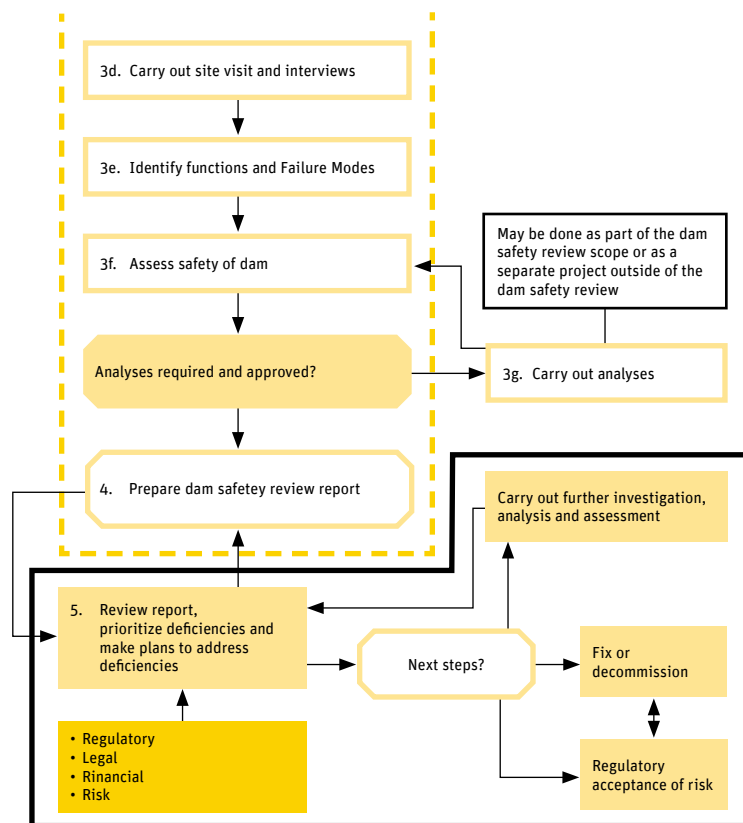 3d. Carry out site visit and interviews
3e. Identify functions and Failure Modes
3f. Assess safety of dam
May be done as part of the dam
safety review scope or as a
separate project outside of the
dam safety review
Analyses required and approved?
3g. Carry out analyses
4. Prepare dam safetey review report
Carry out further investigation,
analysis and assessment
5. Review report,
prioritize deficiencies and
make plans to address
deficiencies
Next steps?
Fix or
decommission
• Regulatory
• Legal
• Rinancial
• Risk
Regulatory
acceptance of risk